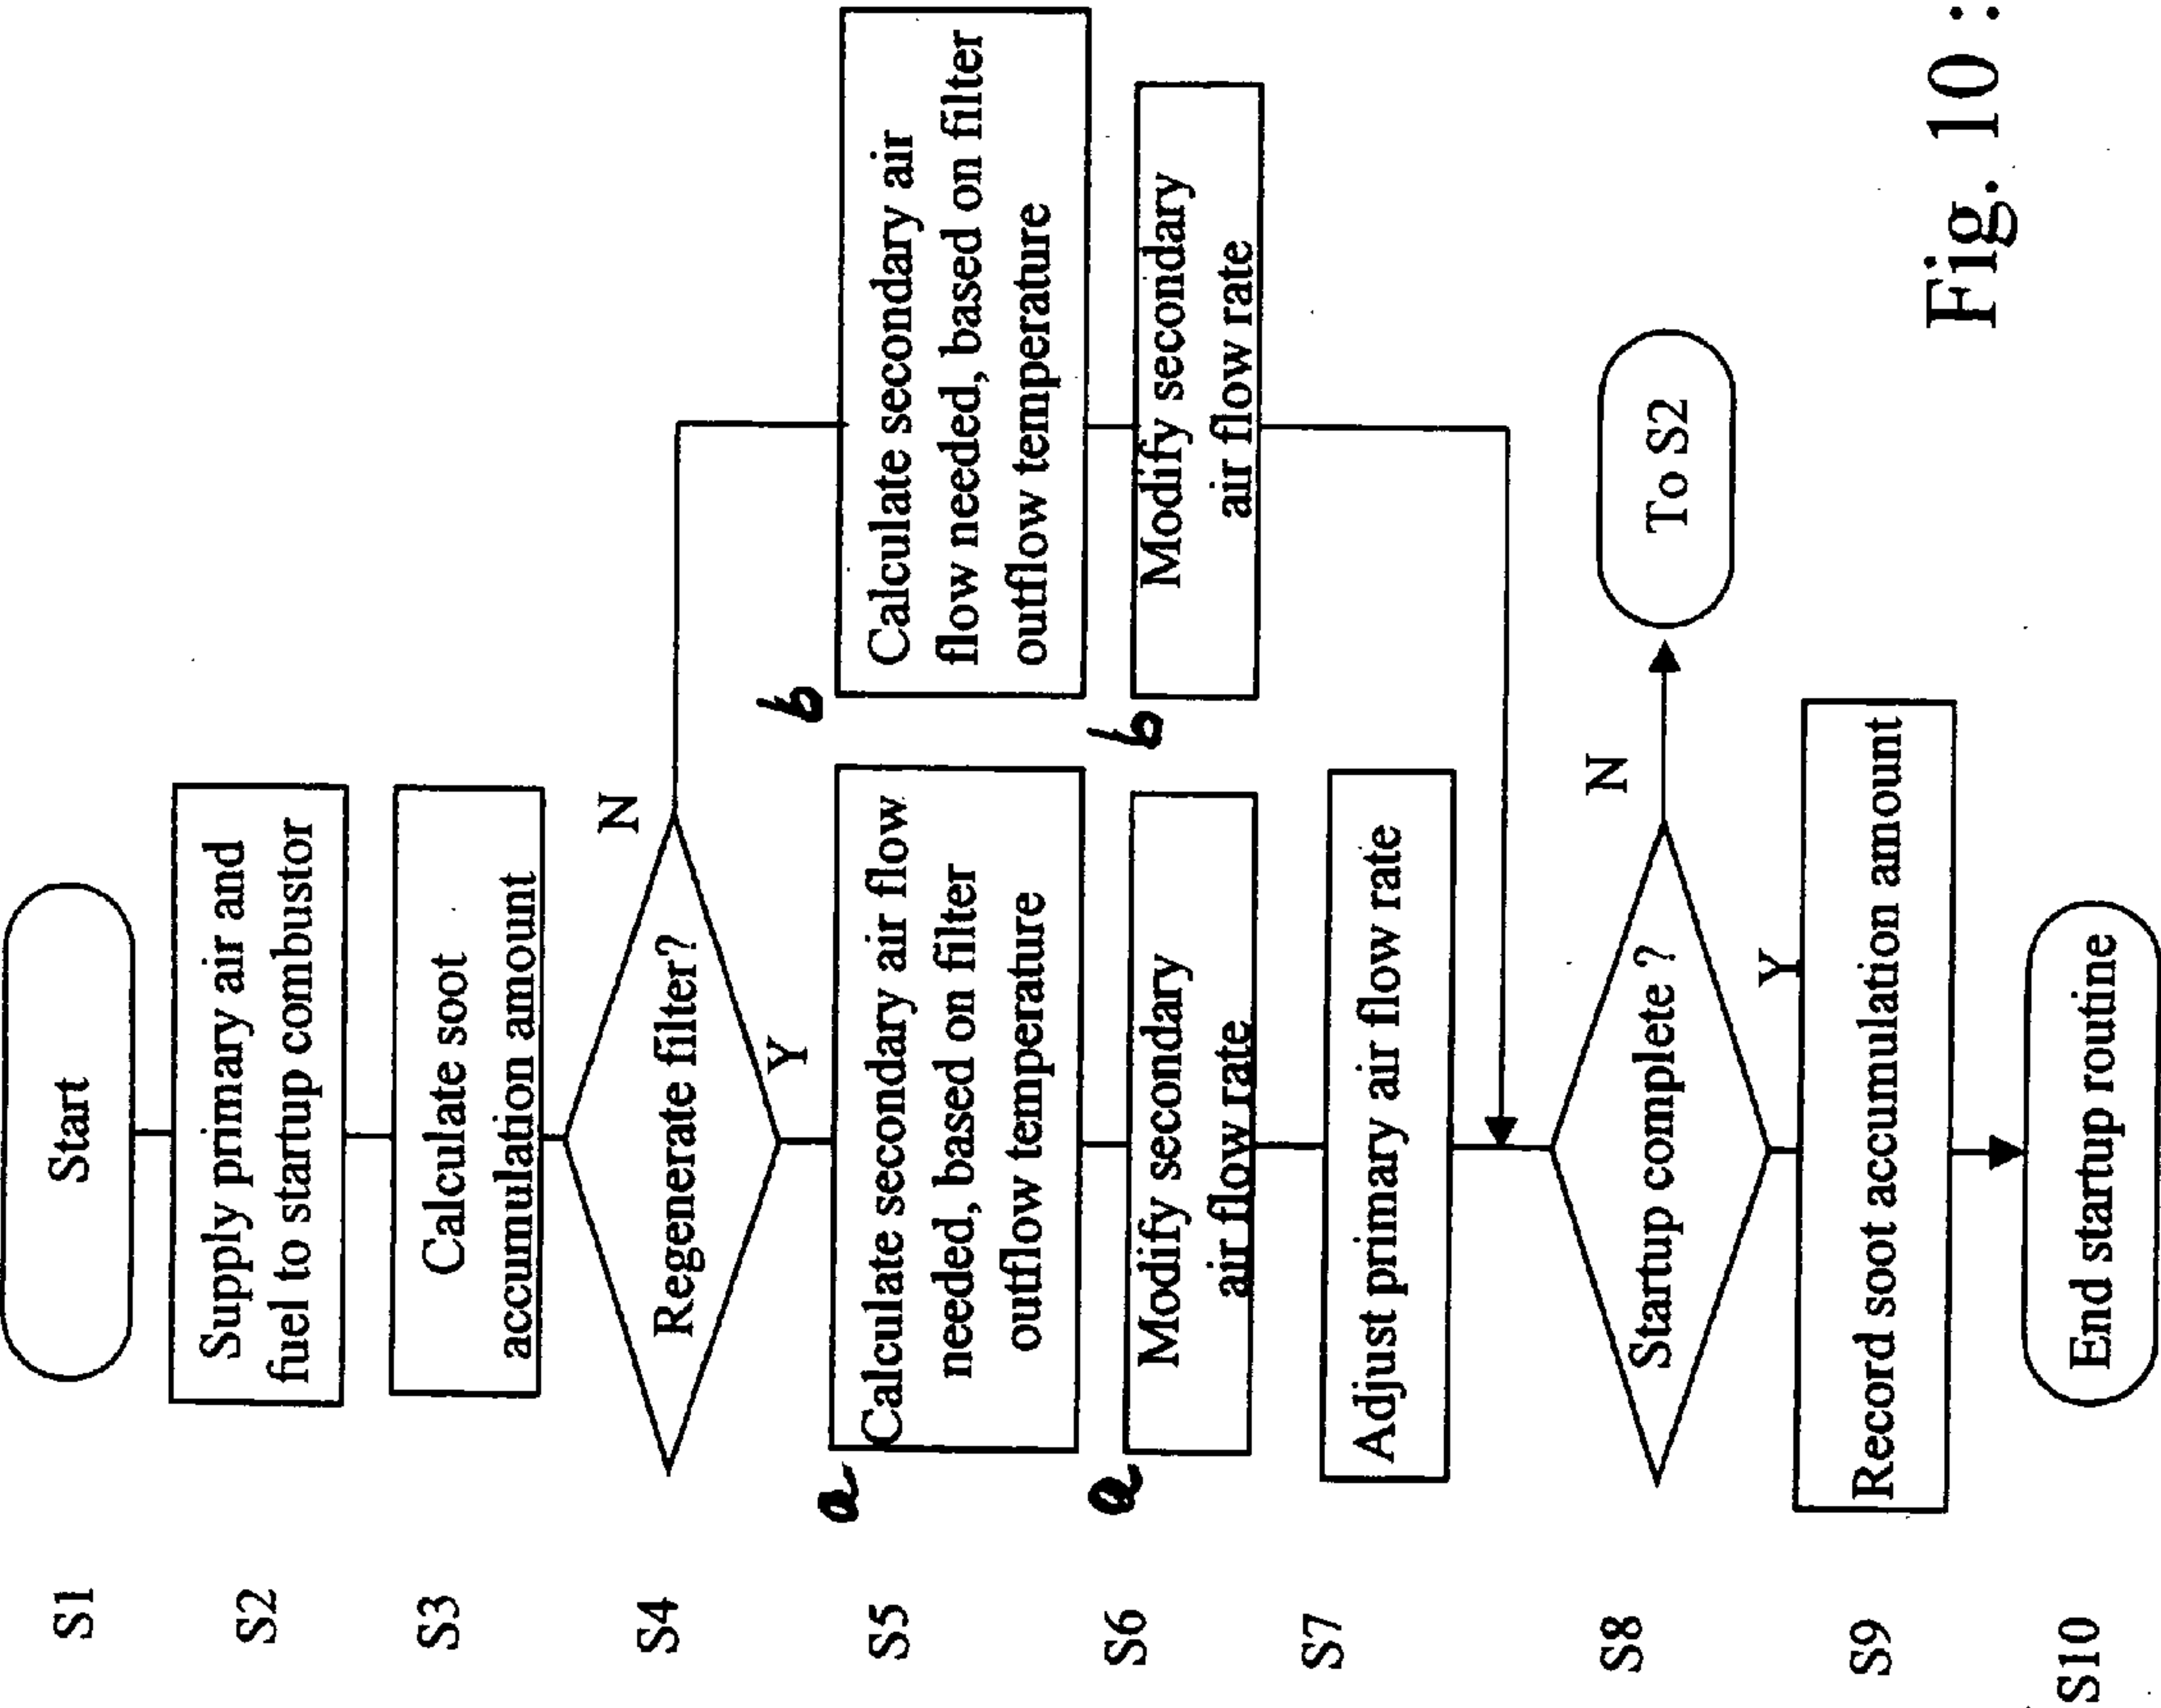 S1
Start
S2
Supply primary air and
fuel to startup combustor
S3
Calculate soot
accumulation amount
S4
Regenerate filter?
N
Y
S5
a
Calculate secondary air flow
needed, based on filter
outflow temperature
b
Calculate secondary air
flow needed, based on filter
outflow temperature
S6
a
Modify secondary
air flow rate
b
Modify secondary
air flow rate
S7
Adjust primary air flow rate
S8
Startup complete ?
N
To S2
Y
S9
Record soot accumulation amount
S10
End startup routine
Fig. 10 :